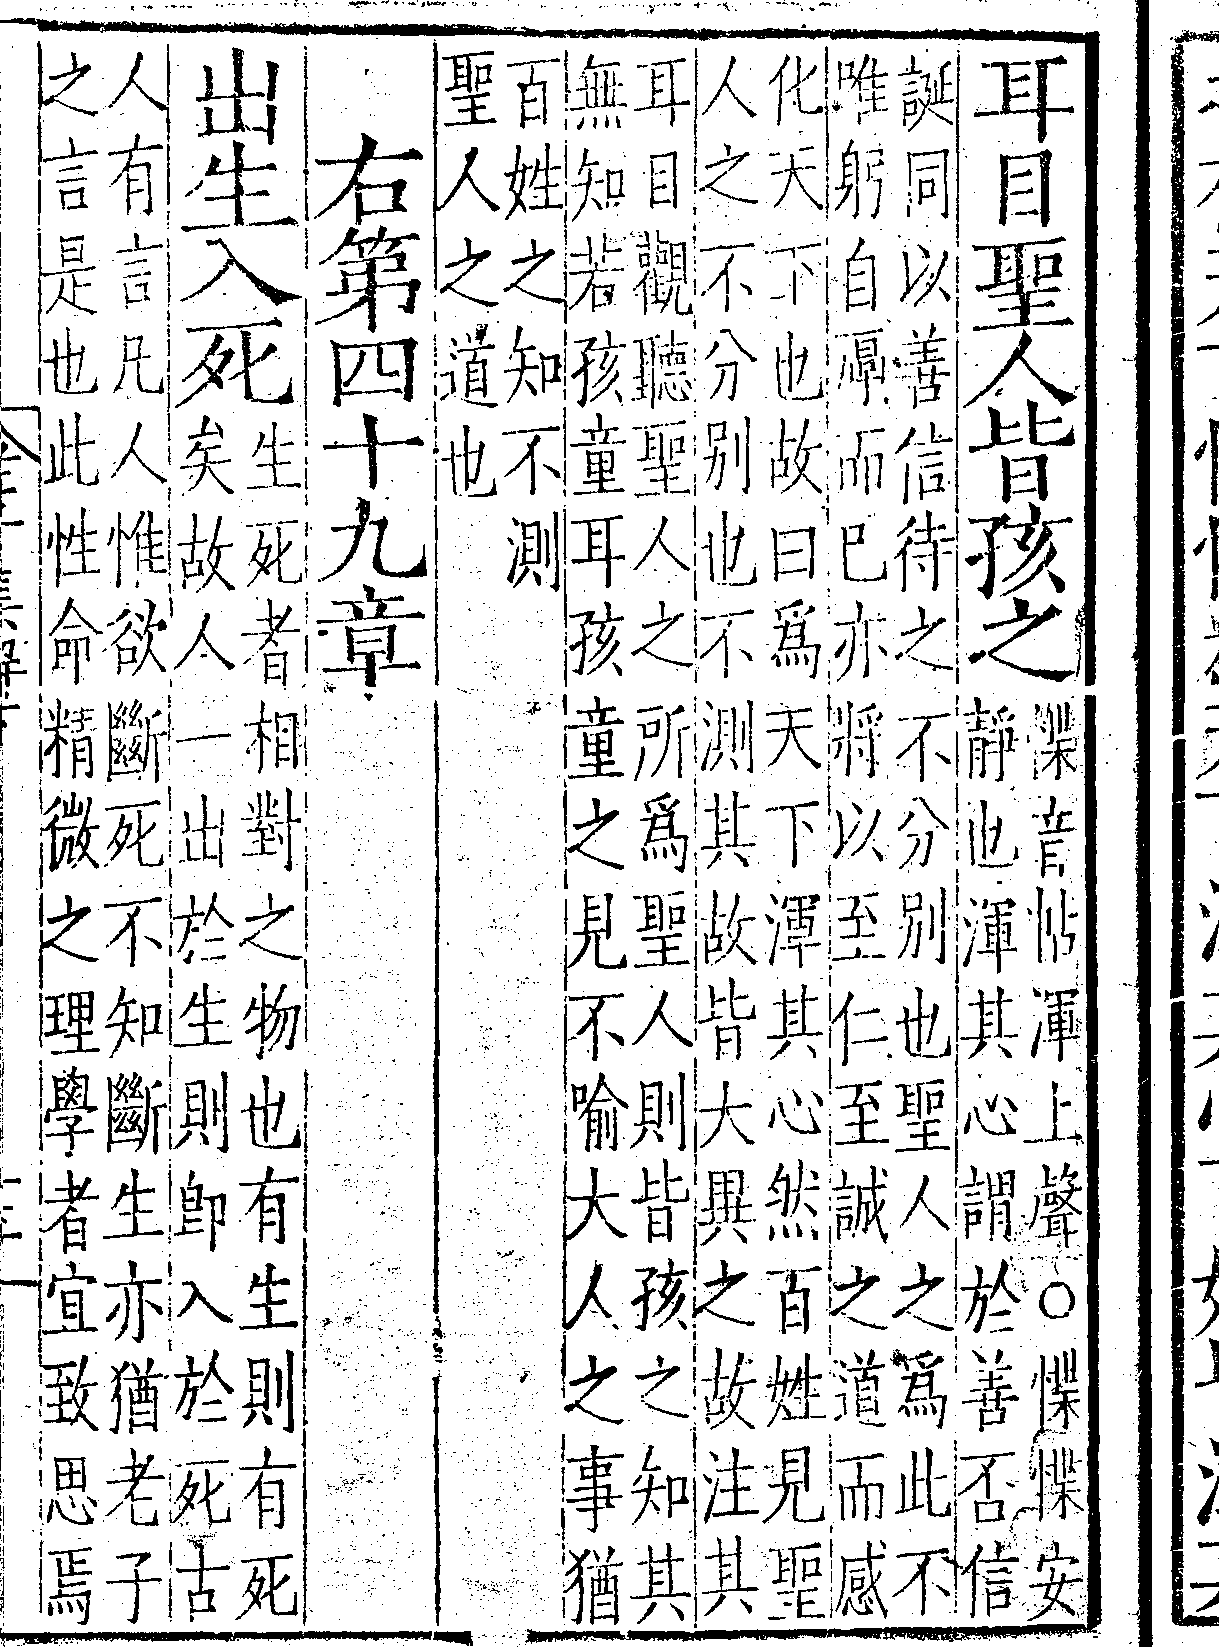 耳目聖人皆孩之
惵音怗渾上聲○惵惵安
靜也渾其心謂於善否信
誕同以善信待之不分別也聖人之爲此不
唯躬自厚而巳亦將以至仁至誠之道而感
化天下也故曰爲天下渾其心然百姓見聖
人之不分別也不測其故皆大異之故注其
耳目觀聽聖人之所爲聖人則皆孩之知其
無知若孩童耳孩童之見不喻大人之事猶
百姓之知不測
聖人之道也
右第四十九章
出生入死
生死者相對之物也有生則有死
矣故人一出於生則卽入於死古
人有言凡人惟欲斷死不知斷生亦猶老子
之言是也此性命精微之理學者宜致思焉